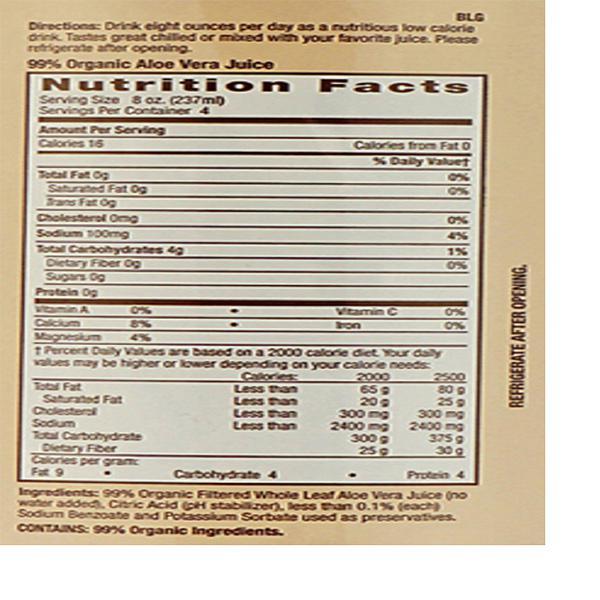 BLG
Directions: Drink eight ounces per day as a nutritious low calorie
drink. Tastes great chilled or mixed with your favorite juice. Please
refrigerate after opening.
99% Organic Aloe Vera Juice
Nutrition Facts
Serving Size 8 oz. (237ml)
Servings Per Container 4
Amount Per Serving
Calories 16 Calories from Fat 0
% Daily Value†
Total Fat 0g 0%
Saturated Fat 0g 0%
Trans Fat 0g
Cholesterol 0mg 0%
Sodium 100mg 4%
Total Carbohydrates 4g 1%
Dietary Fiber 0g 0%
Sugars 0g
Protein 0g
Vitamin A 0% • Vitamin C 0%
Calcium 8% • Iron 0%
Magnesium 4%
† Percent Daily Values are based on a 2000 calorie diet. Your daily
values may be higher or lower depending on your calorie needs:
Calories: 2000 2500
Total Fat Less than 65 g 80 g
Saturated Fat Less than 20 g 25 g
Cholesterol Less than 300 mg 300 mg
Sodium Less than 2400 mg 2400 mg
Total Carbohydrate 300 g 375 g
Dietary Fiber 25 g 30 g
Calories per gram:
Fat 9 • Carbohydrate 4 • Protein 4
Ingredients: 99% Organic Filtered Whole Leaf Aloe Vera Juice (no
water added), Citric Acid (pH stabilizer), less than 0.1% (each)
Sodium Benzoate and Potassium Sorbate used as preservatives.
CONTAINS: 99% Organic Ingredients.
REFRIGERATE AFTER OPENING.